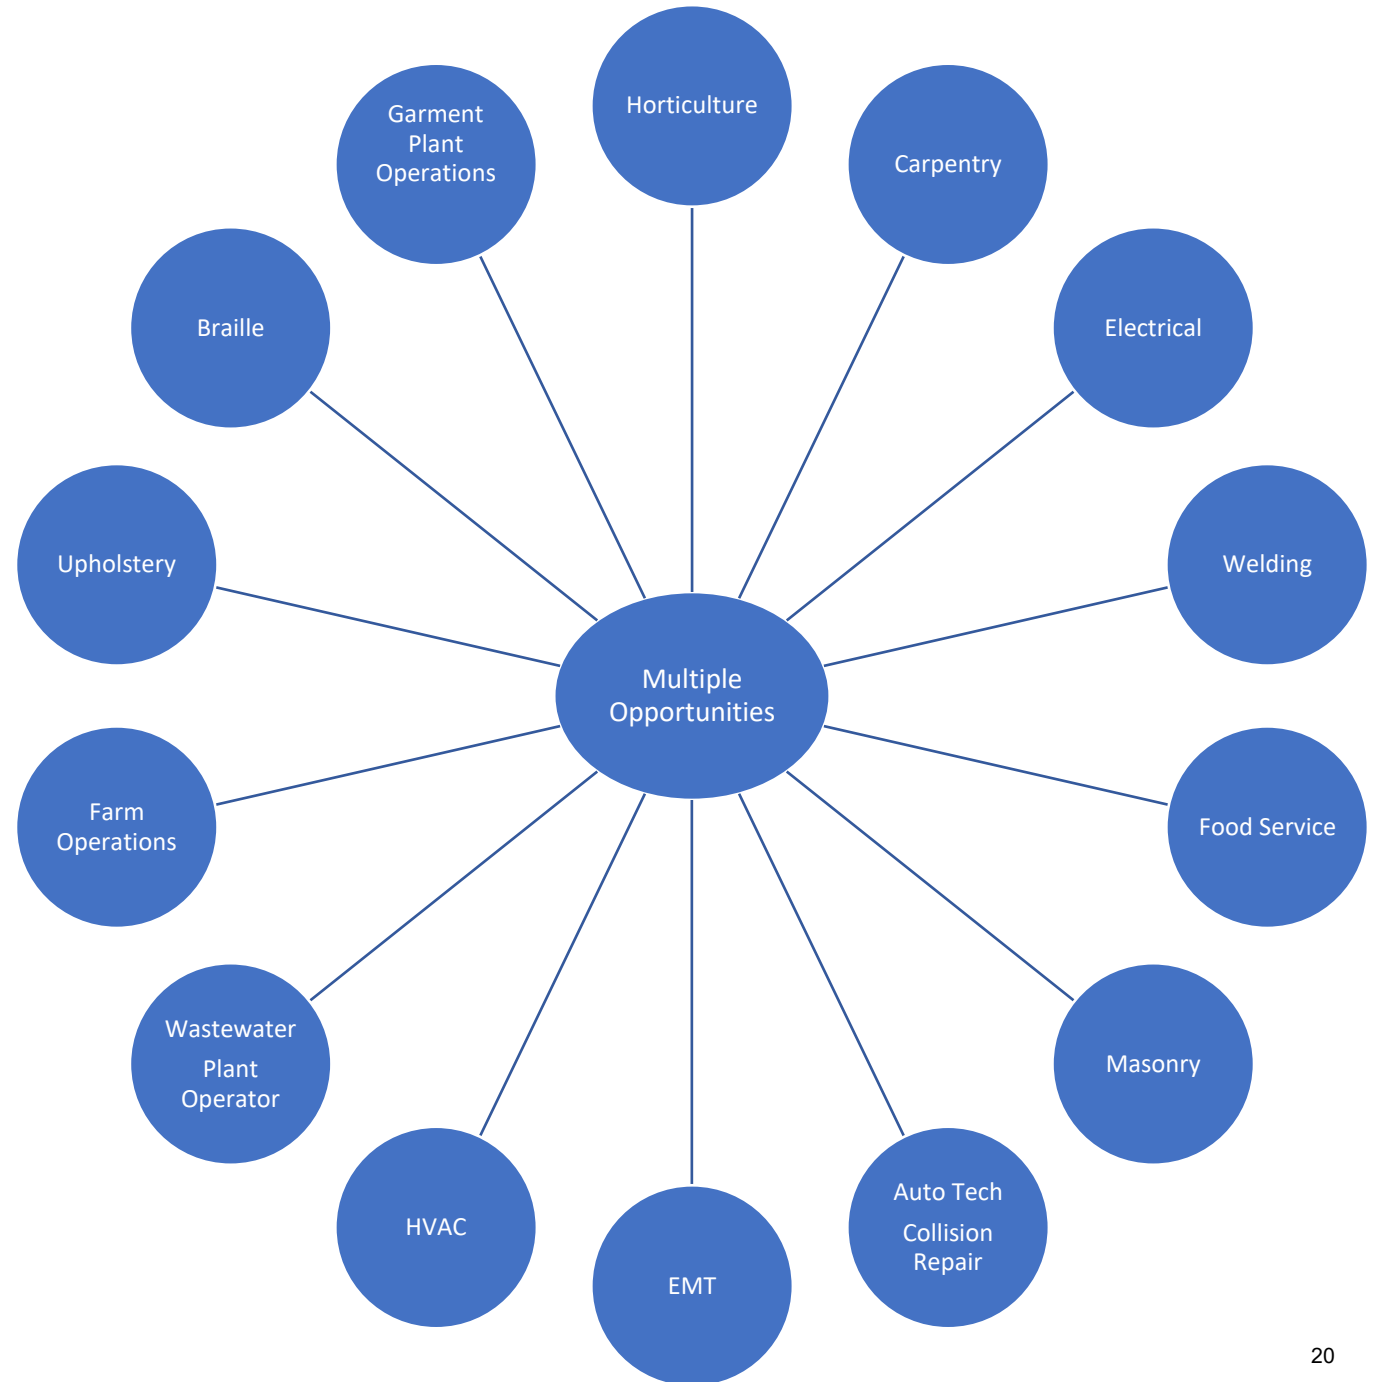 Horticulture
Carpentry
Electrical
Welding
Food Service
Masonry
Auto Tech
Collision
Repair
EMT
HVAC
Wastewater
Plant
Operator
Farm
Operations
Upholstery
Braille
Garment
Plant
Operations
Multiple
Opportunities
20